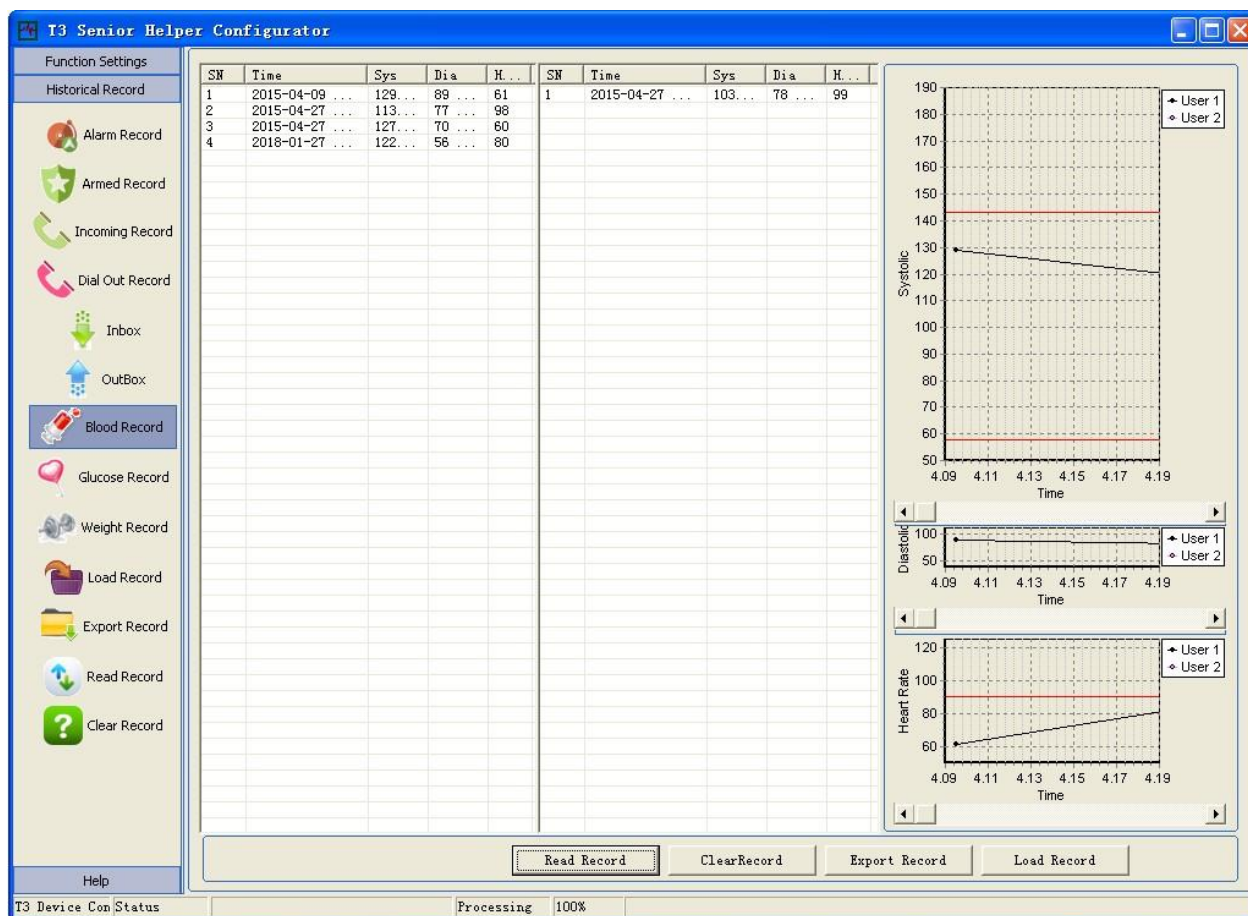 T3 Senior Helper Configurator
Function Settings
Historical Record
Alarm Record
Armed Record
Incoming Record
Dial Out Record
Inbox
OutBox
Blood Record
Glucose Record
Weight Record
Load Record
Export Record
Read Record
Clear Record
Help
SN Time Sys Dia H...
1 2015-04-09 ... 129... 89 ... 61
2 2015-04-27 ... 113... 77 ... 98
3 2015-04-27 ... 127... 70 ... 60
4 2018-01-27 ... 122... 56 ... 80
SN Time Sys Dia H...
1 2015-04-27 ... 103... 78 ... 99
Systolic
190
180
170
160
150
140
130
120
110
100
90
80
70
60
50
4.09 4.11 4.13 4.15 4.17 4.19
Time
User 1
User 2
Diastolic
100
50
4.09 4.11 4.13 4.15 4.17 4.19
Time
User 1
User 2
Heart Rate
120
100
80
60
4.09 4.11 4.13 4.15 4.17 4.19
Time
User 1
User 2
Read Record ClearRecord Export Record Load Record
T3 Device Con Status Processing 100%